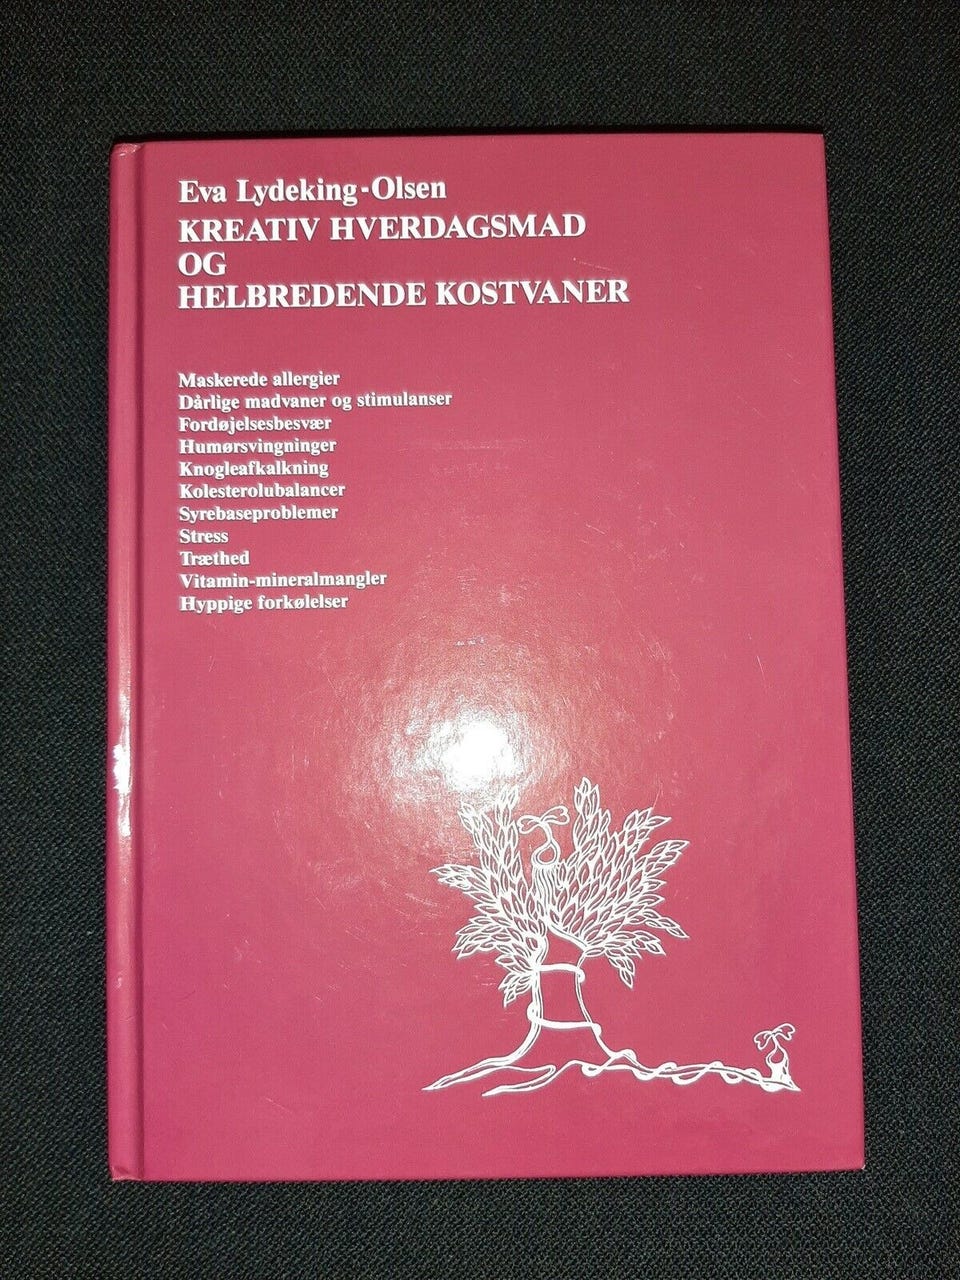 Eva Lydeking-Olsen
KREATIV HVERDAGSMAD
OG
HELBREDENDE KOSTVANER
Maskerede allergier
Dårlige madvaner og stimulanser
Fordøjelsesbesvær
Humørsvingninger
Knogleafkalkning
Kolesterolubalancer
Syrebaseproblemer
Stress
Træthed
Vitamin-mineralmangler
Hyppige forkølelser